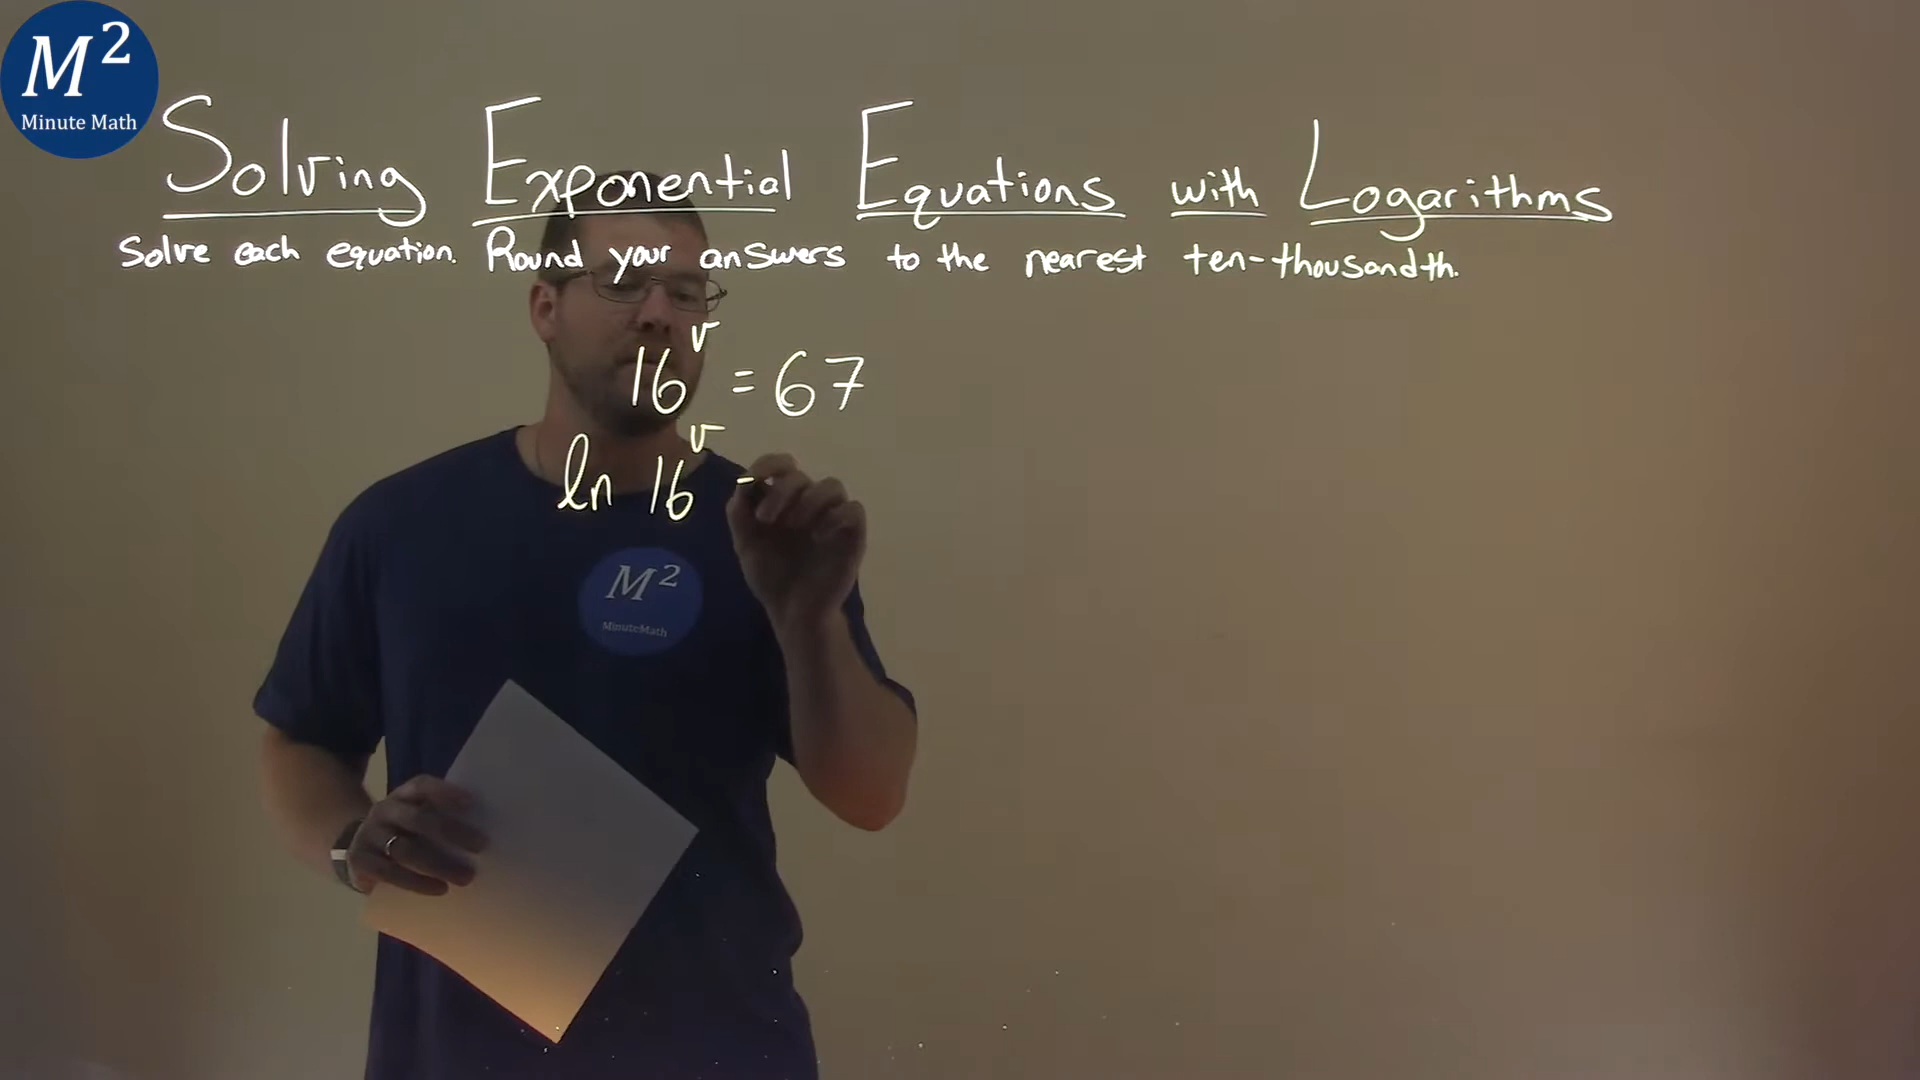 M²
Minute Math
Solving Exponential Equations with Logarithms
Solve each equation. Round your answers to the nearest ten-thousandth.
16^v = 67
ln 16^v =
M²
MinuteMath